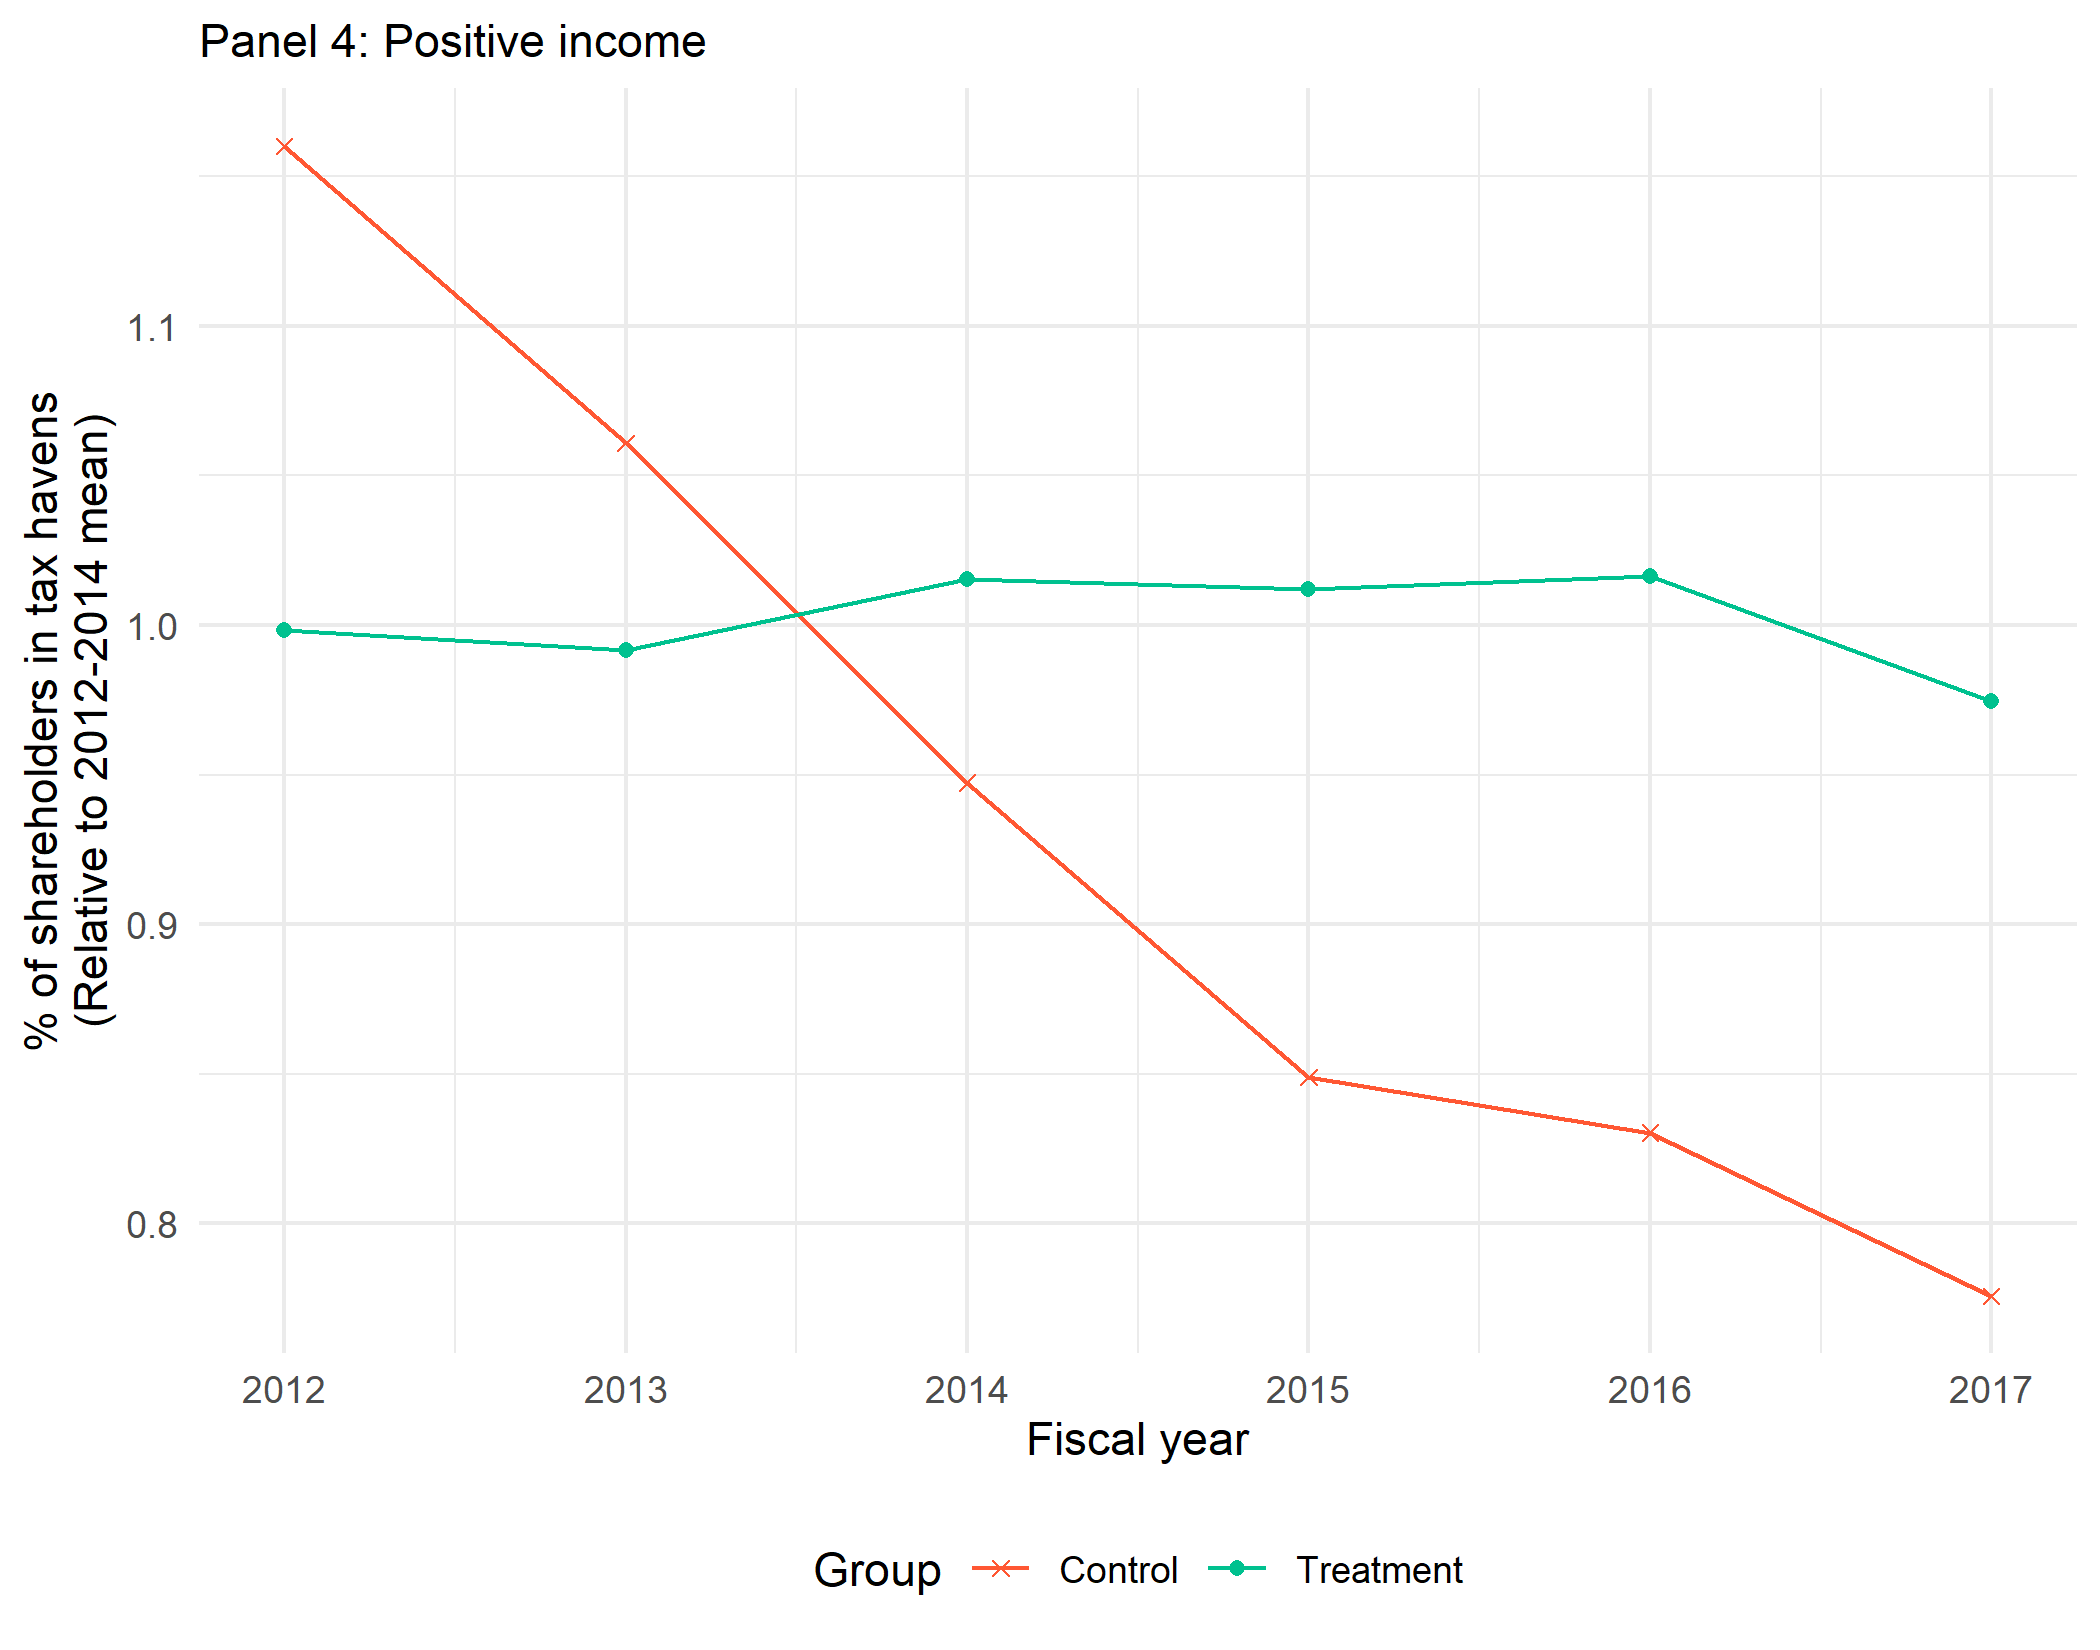 Panel 4: Positive income
% of shareholders in tax havens
(Relative to 2012-2014 mean)
1.1
1.0
0.9
0.8
2012 2013 2014 2015 2016 2017
Fiscal year
Group Control Treatment